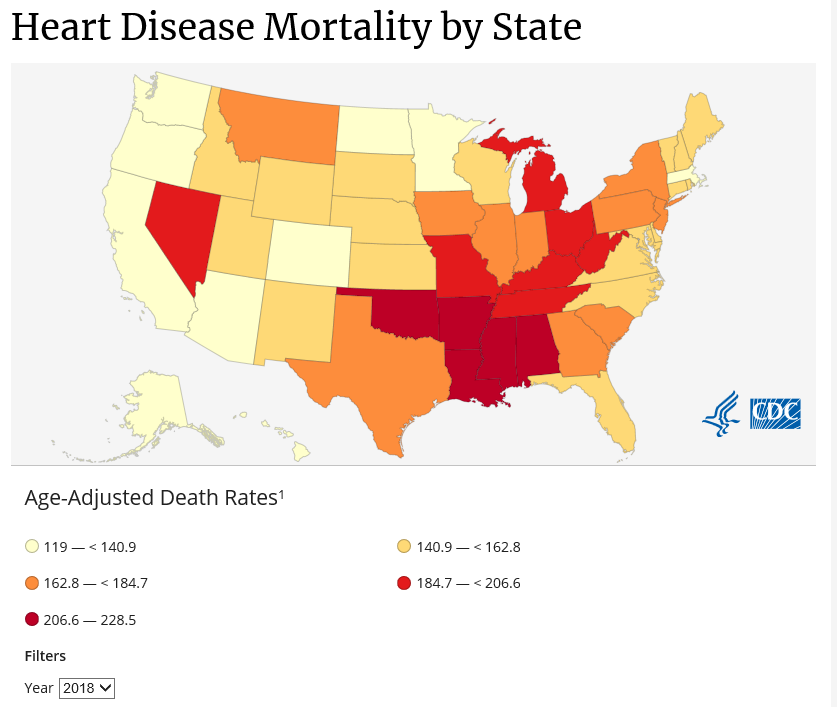 Heart Disease Mortality by State
CDC
Age-Adjusted Death Rates¹
119 — < 140.9
140.9 — < 162.8
162.8 — < 184.7
184.7 — < 206.6
206.6 — 228.5
Filters
Year 2018